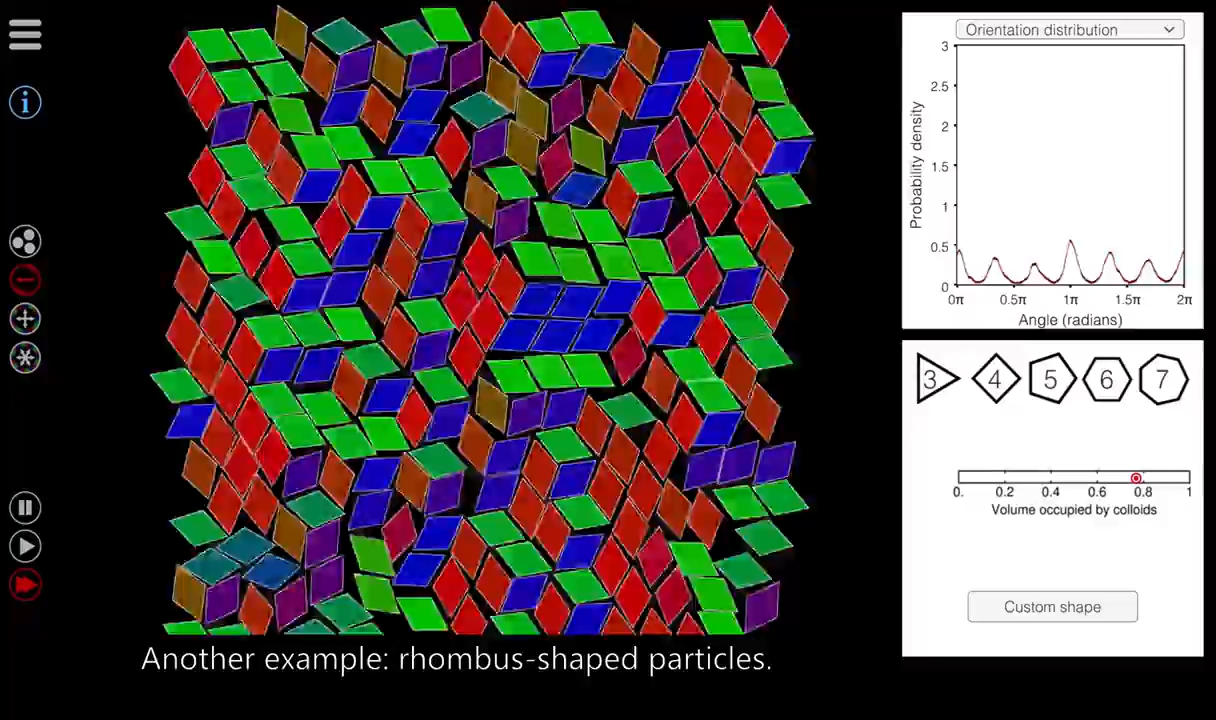 Orientation distribution
3
2.5
2
1.5
1
0.5
0
Probability density
0π 0.5π 1π 1.5π 2π
Angle (radians)
3 4 5 6 7
0. 0.2 0.4 0.6 0.8 1
Volume occupied by colloids
Custom shape
Another example: rhombus-shaped particles.